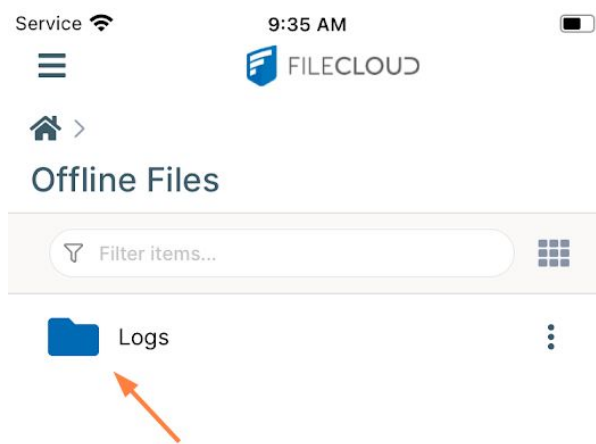 Service 9:35 AM
FILECLOUD
Offline Files
Filter items...
Logs